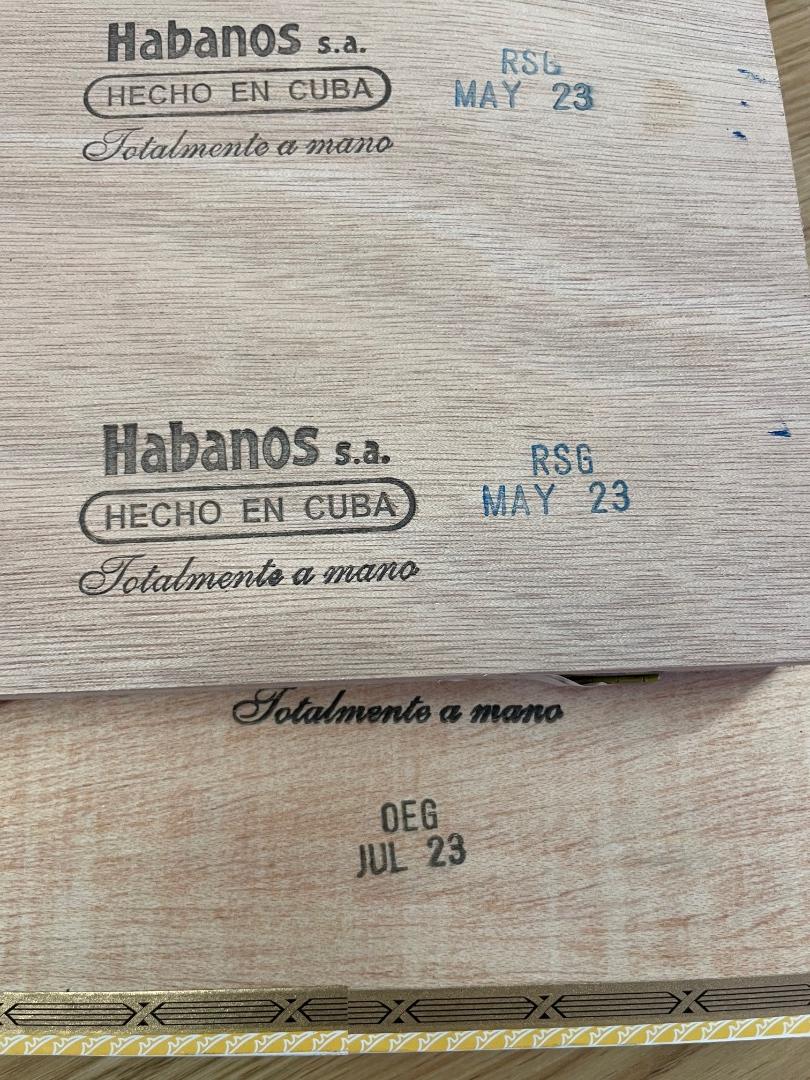 Habanos s.a.
HECHO EN CUBA
Totalmente a mano
RSG
MAY 23
Habanos s.a.
HECHO EN CUBA
Totalmente a mano
RSG
MAY 23
Totalmente a mano
OEG
JUL 23